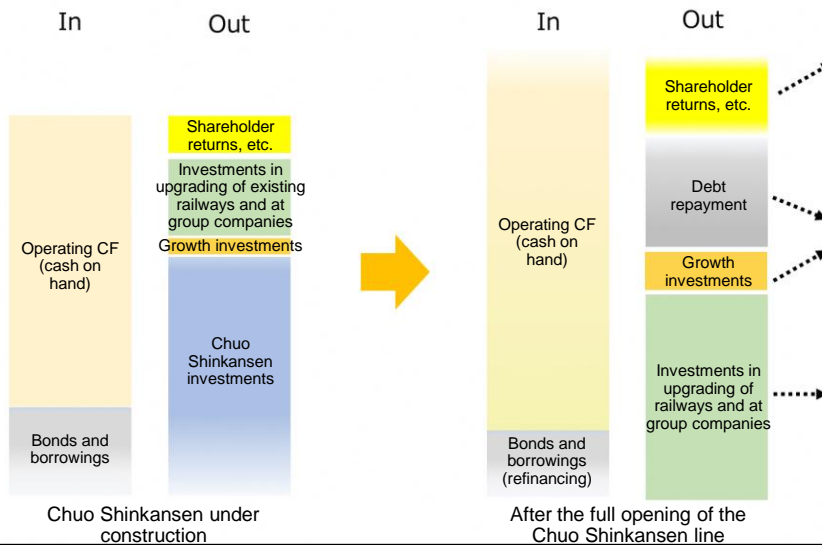 In
Out
Operating CF
(cash on
hand)
Bonds and
borrowings
Shareholder
returns, etc.
Investments in
upgrading of existing
railways and at
group companies
Growth investments
Chuo
Shinkansen
investments
Chuo Shinkansen under
construction
In
Out
Operating CF
(cash on
hand)
Bonds and
borrowings
(refinancing)
Shareholder
returns, etc.
Debt
repayment
Growth
investments
Investments in
upgrading of
railways and at
group companies
After the full opening of the
Chuo Shinkansen line